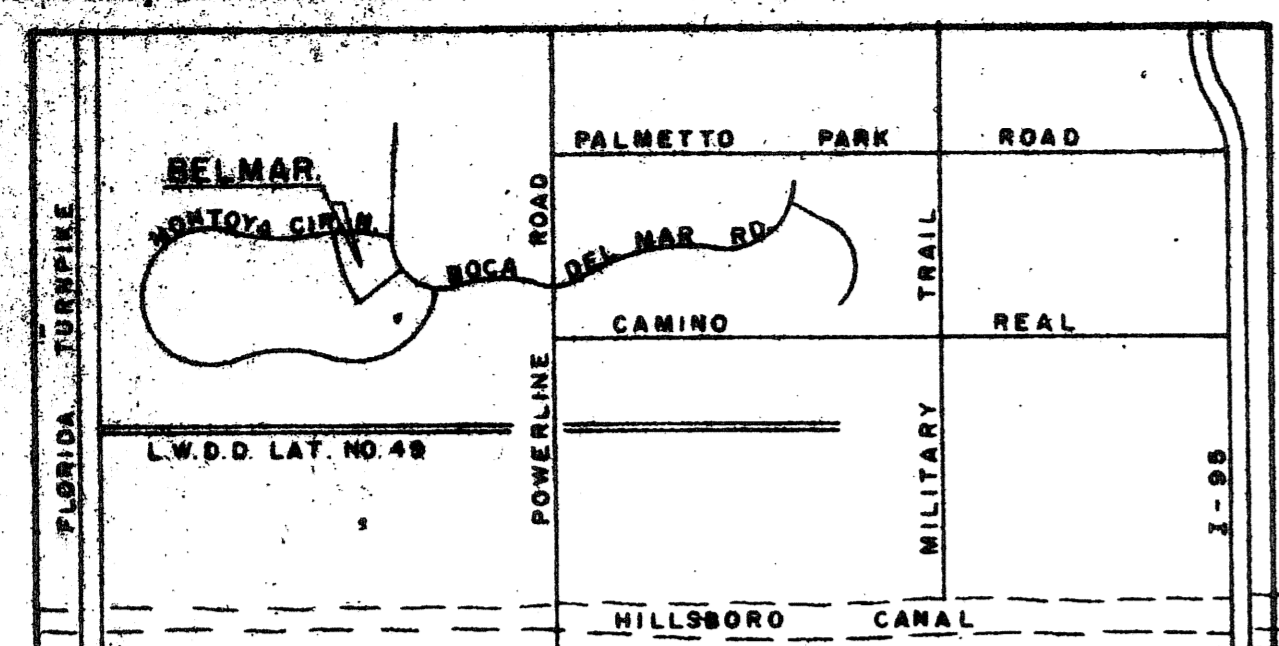 PALMETTO PARK ROAD
BELMAR.
MONTOYA CIR. N.
BOCA DEL MAR RD.
CAMINO REAL
FLORIDA TURNPIKE
POWERLINE ROAD
MILITARY TRAIL
I-95
L.W.D.D. LAT. NO. 49
HILLSBORO CANAL